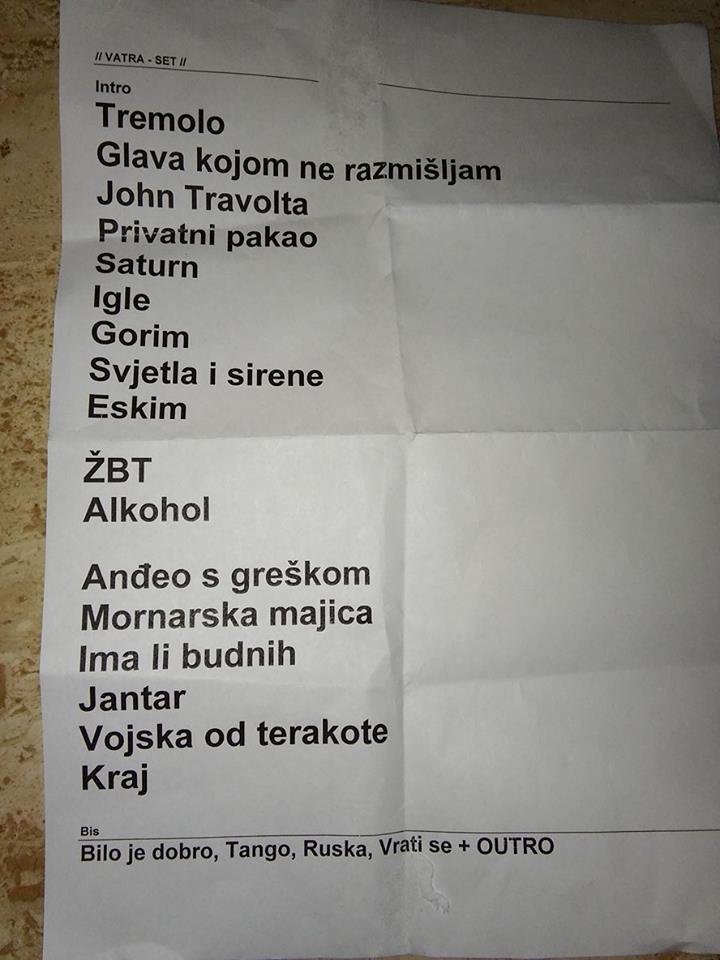 // VATRA - SET //
Intro
Tremolo
Glava kojom ne razmišljam
John Travolta
Privatni pakao
Saturn
Igle
Gorim
Svjetla i sirene
Eskim
ŽBT
Alkohol
Anđeo s greškom
Mornarska majica
Ima li budnih
Jantar
Vojska od terakote
Kraj
Bis
Bilo je dobro, Tango, Ruska, Vrati se + OUTRO